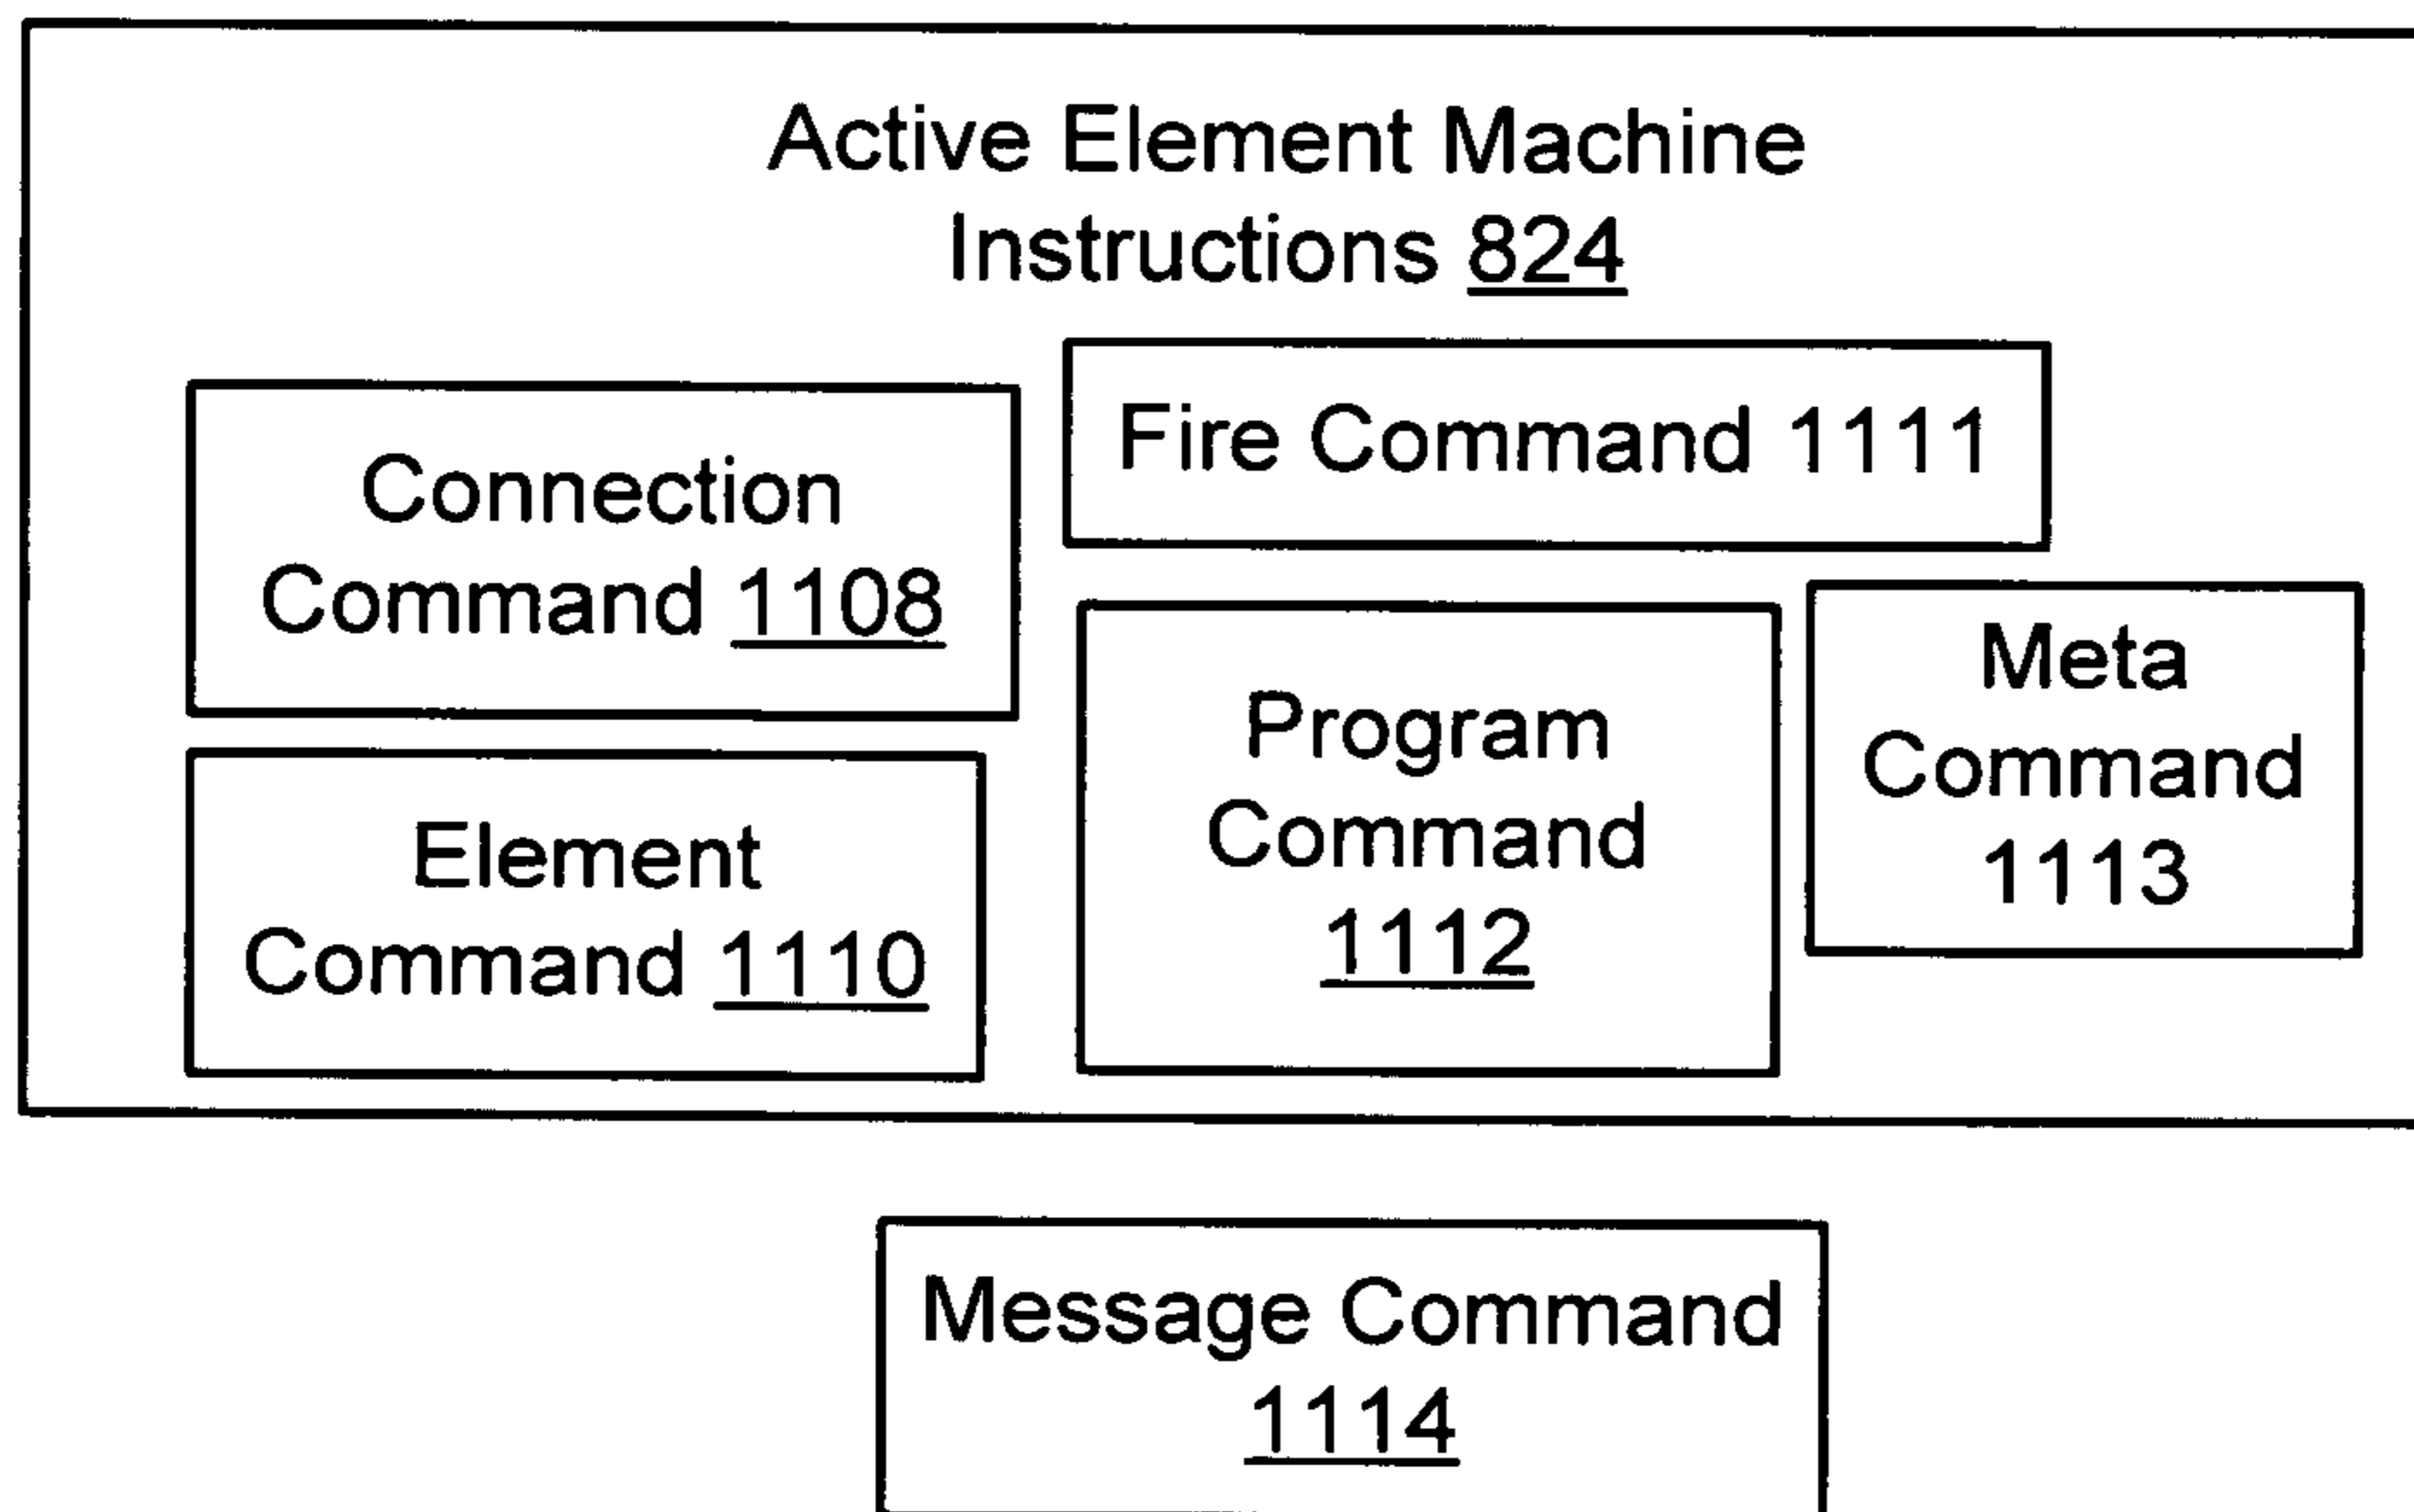 Active Element Machine
Instructions 824
Fire Command 1111
Connection
Command 1108
Meta
Command
1113
Program
Command
1112
Element
Command 1110
Message Command
1114